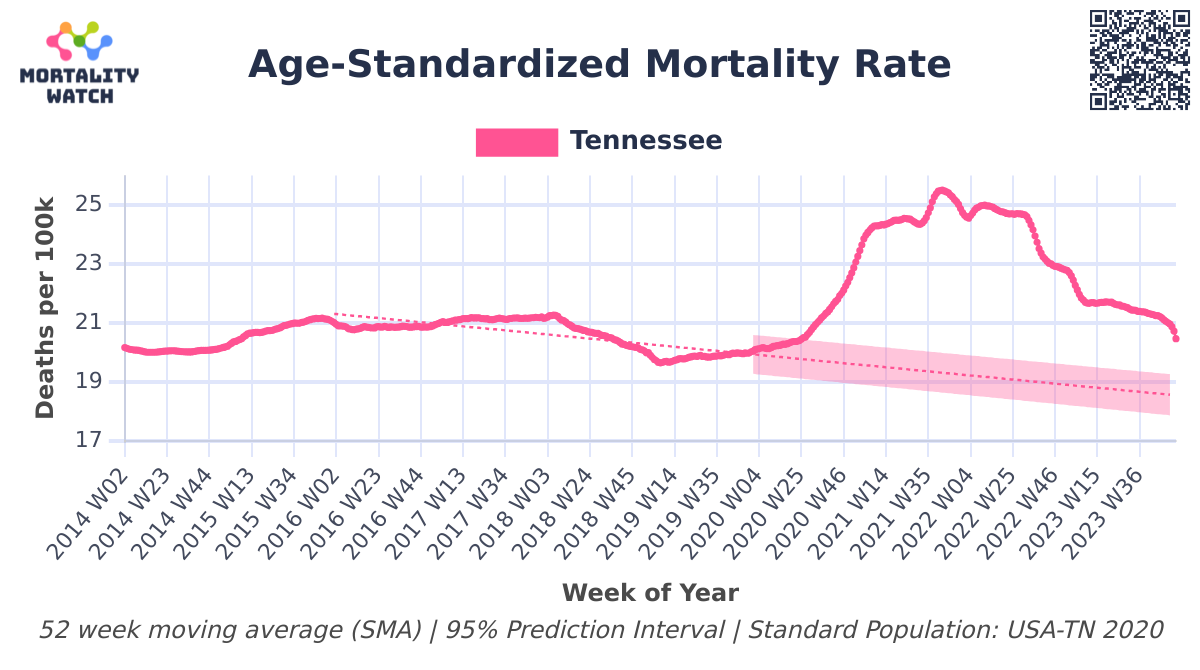 MORTALITY
WATCH
Age-Standardized Mortality Rate
Tennessee
Deaths per 100k
25
23
21
19
17
2014 W02
2014 W23
2014 W44
2015 W13
2015 W34
2016 W02
2016 W23
2016 W44
2017 W13
2017 W34
2018 W03
2018 W24
2018 W45
2019 W14
2019 W35
2020 W04
2020 W25
2020 W46
2021 W14
2021 W35
2022 W04
2022 W25
2022 W46
2023 W15
2023 W36
Week of Year
52 week moving average (SMA) | 95% Prediction Interval | Standard Population: USA-TN 2020